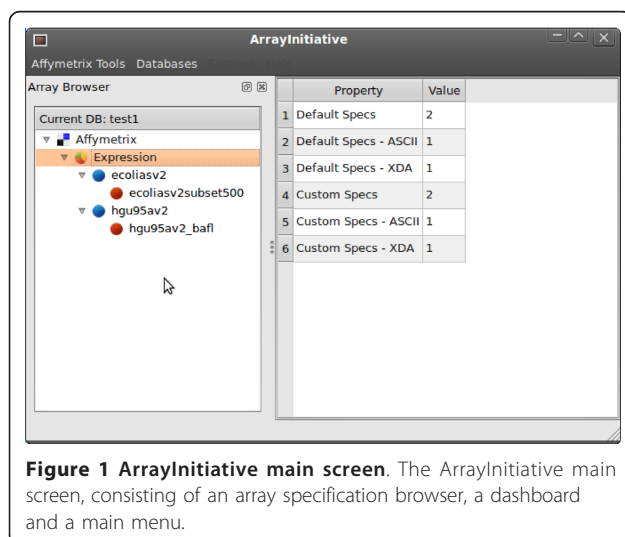 ArrayInitiative
Affymetrix Tools Databases
Array Browser
Current DB: test1
Affymetrix
Expression
ecoliasv2
ecoliasv2subset500
hgu95av2
hgu95av2_bafl
Property Value
1 Default Specs 2
2 Default Specs - ASCII 1
3 Default Specs - XDA 1
4 Custom Specs 2
5 Custom Specs - ASCII 1
6 Custom Specs - XDA 1
Figure 1 ArrayInitiative main screen. The ArrayInitiative main
screen, consisting of an array specification browser, a dashboard
and a main menu.